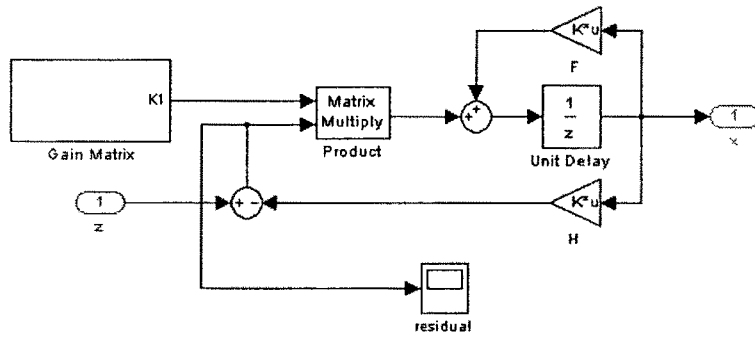 K*u
F
K1
Matrix
Multiply
Product
+
+
1
z
Unit Delay
1
x
Gain Matrix
1
z
+
-
K*u
H
residual